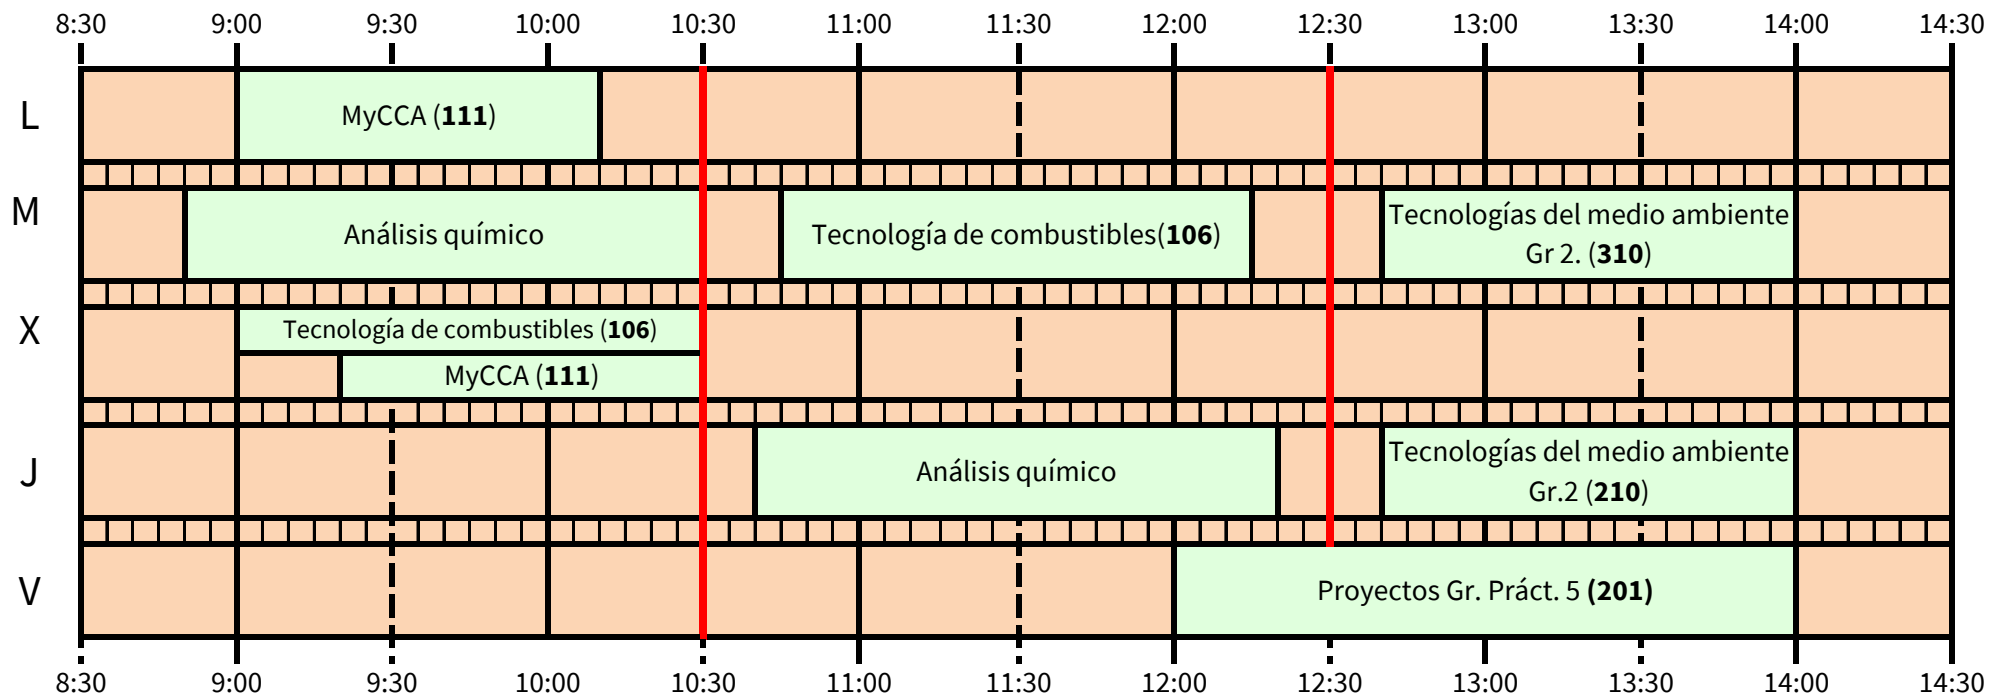 8:30 9:00 9:30 10:00 10:30 11:00 11:30 12:00 12:30 13:00 13:30 14:00 14:30
L
MyCCA (111)
M
Análisis químico
Tecnología de combustibles(106)
Tecnologías del medio ambiente
Gr 2. (310)
X
Tecnología de combustibles (106)
MyCCA (111)
J
Análisis químico
Tecnologías del medio ambiente
Gr.2 (210)
V
Proyectos Gr. Práct. 5 (201)
8:30 9:00 9:30 10:00 10:30 11:00 11:30 12:00 12:30 13:00 13:30 14:00 14:30